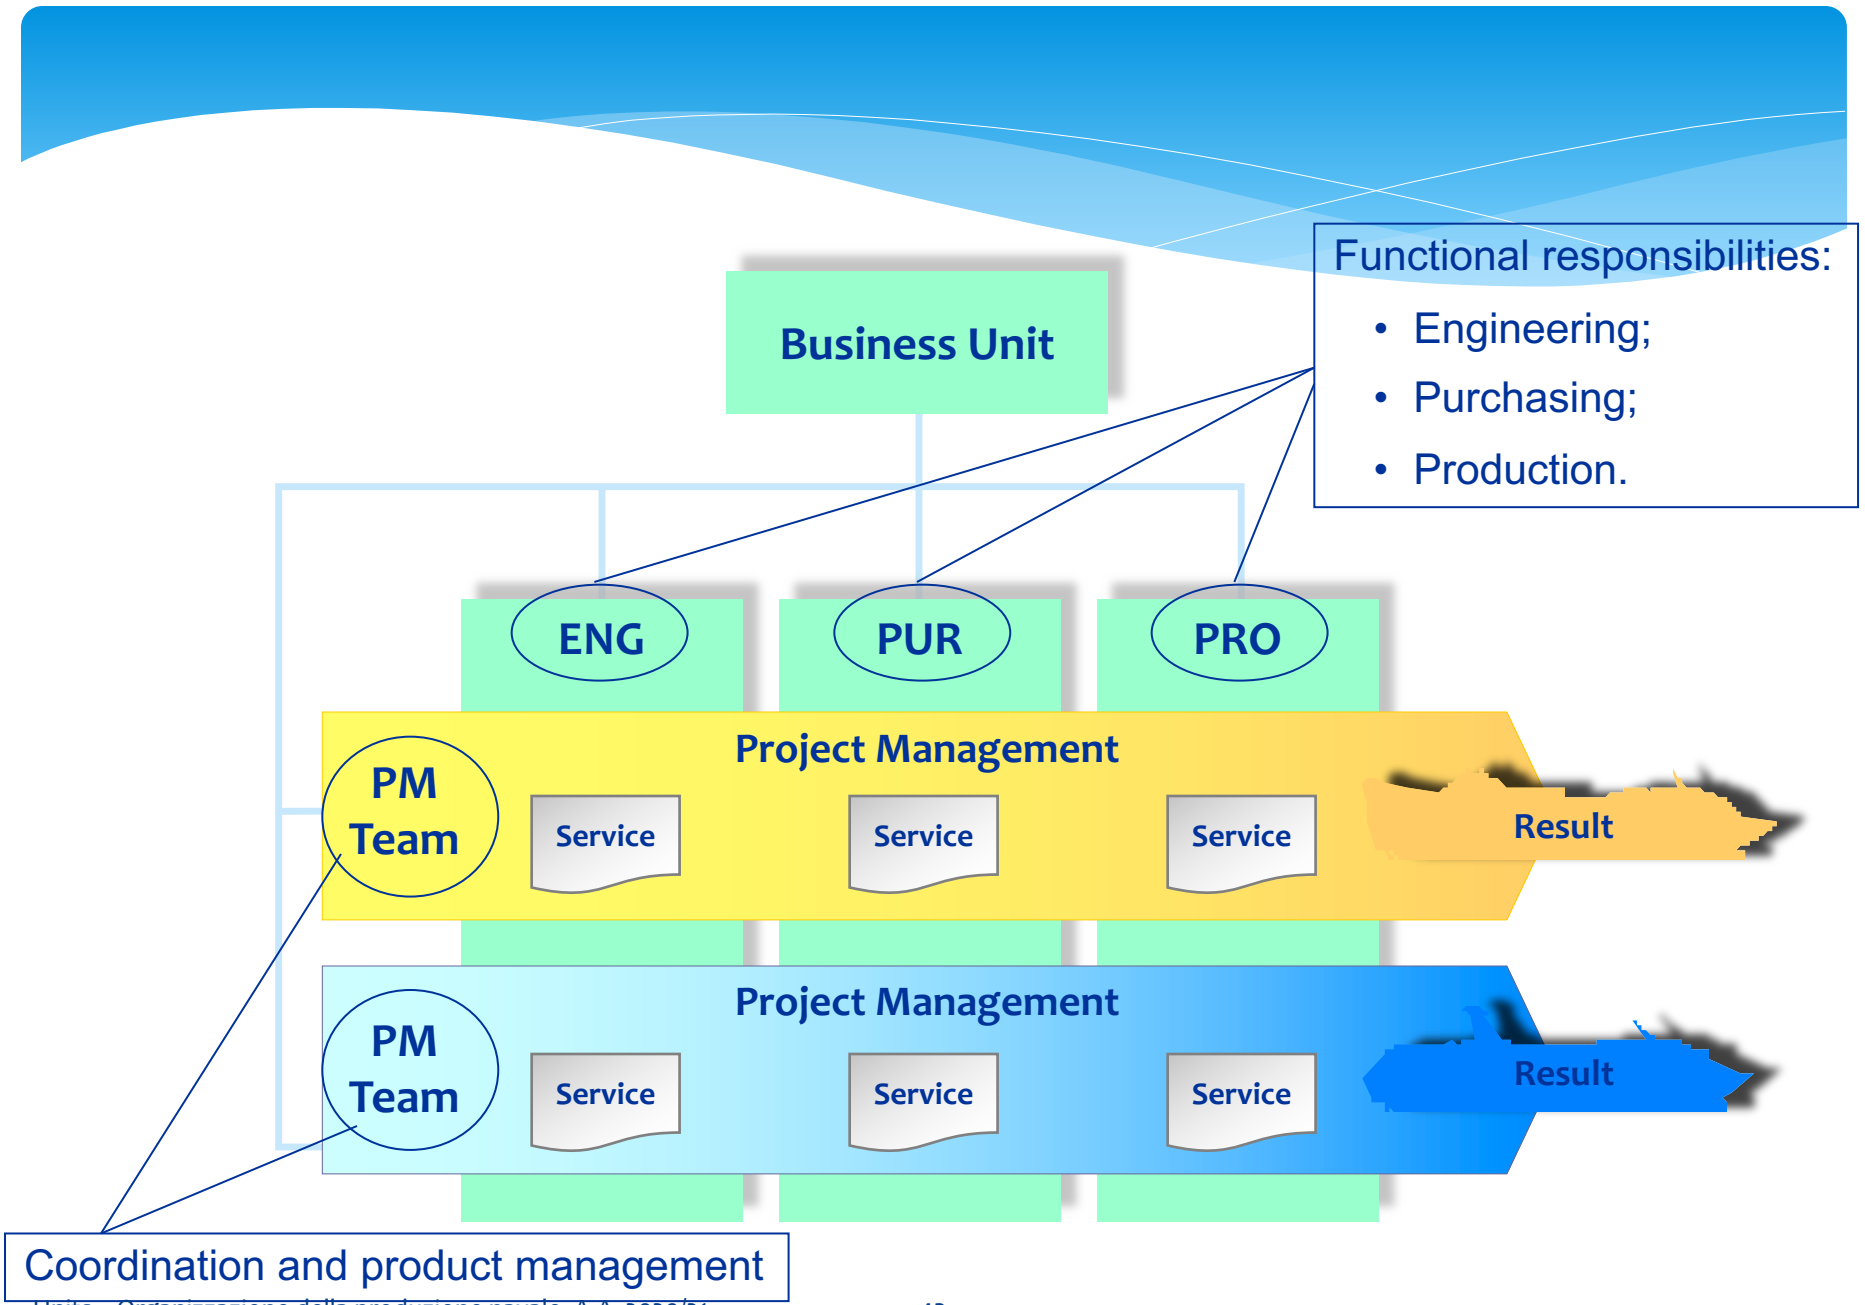 Functional responsibilities:
• Engineering;
• Purchasing;
• Production.
Business Unit
ENG PUR PRO
Project Management
PM
Team
Service Service Service
Result
Project Management
PM
Team
Service Service Service
Result
Coordination and product management